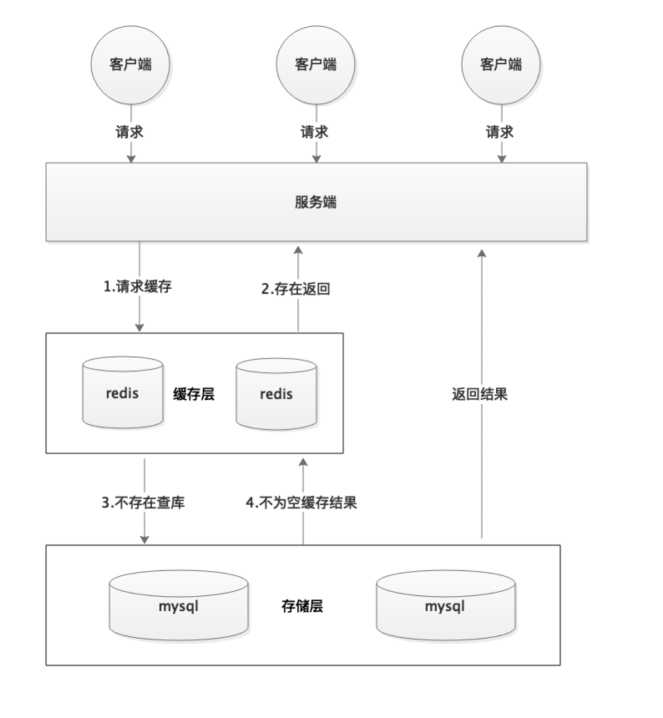 客户端
客户端
客户端
请求
请求
请求
服务端
1.请求缓存
2.存在返回
redis
缓存层
redis
返回结果
3.不存在查库
4.不为空缓存结果
mysql
存储层
mysql